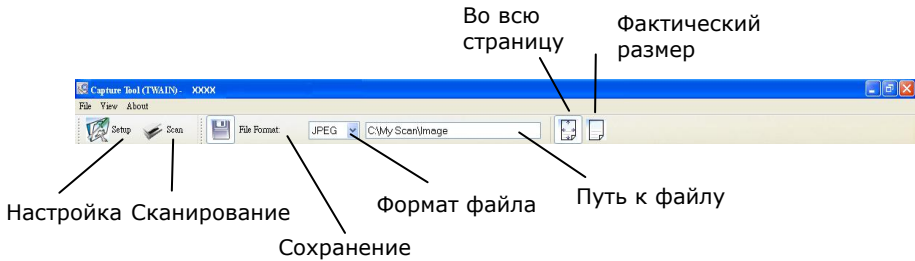 Во всю
страницу
Фактический
размер
Capture Tool (TWAIN) - XXXX
File View About
Setup Scan File Format: JPEG C:\My Scan\Image
Настройка Сканирование Формат файла Путь к файлу
Сохранение